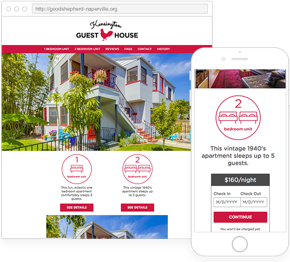 http://goodshepherd-naperville.org
Kensington
GUEST HOUSE
1 BEDROOM UNIT 2 BEDROOM UNIT REVIEWS FAQS CONTACT HISTORY
1
bedroom unit
This fun, eclectic one
bedroom apartment
comfortably sleeps 2
guests.
SEE DETAILS
2
bedroom unit
This vintage 1940's
apartment sleeps up to
5 guests.
SEE DETAILS
2
bedroom unit
This vintage 1940's
apartment sleeps up to 5
guests.
$160/night
Check In Check Out
M/D/YYYY M/D/YYYY
CONTINUE
You won't be charged yet